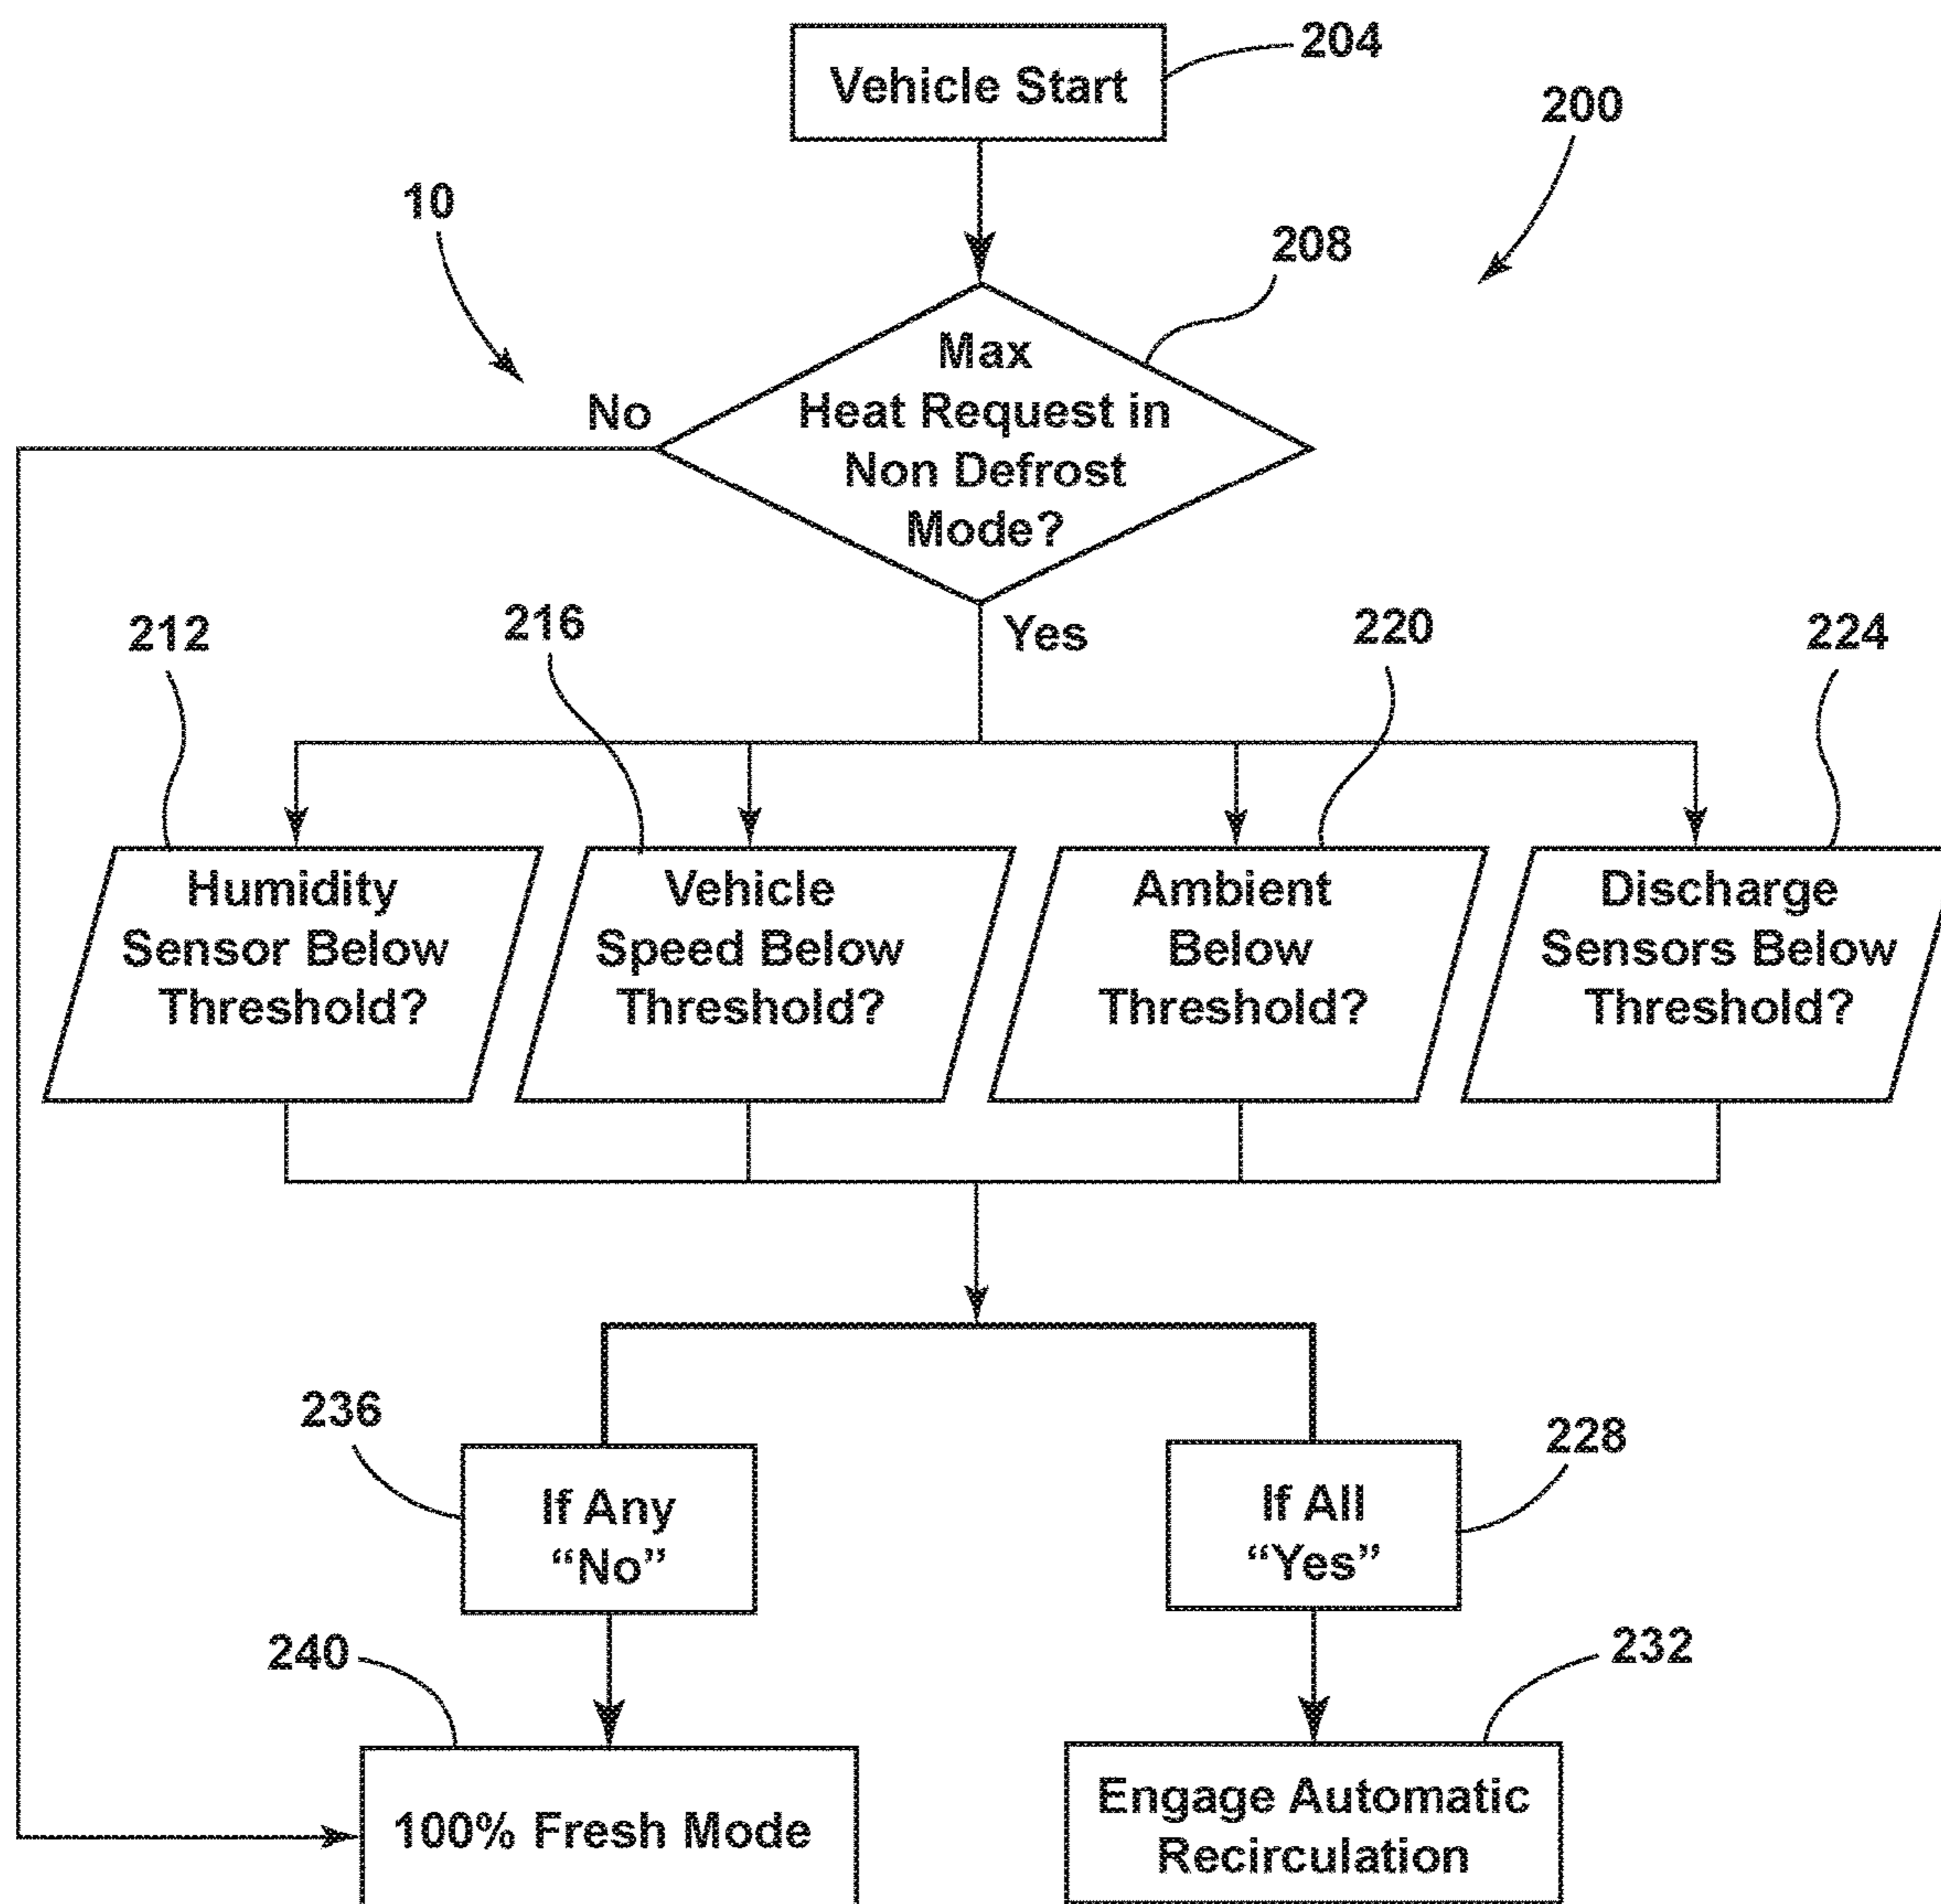 204
Vehicle Start
200
10
208
Max
Heat Request in
Non Defrost
Mode?
No
Yes
212
216
220
224
Humidity
Sensor Below
Threshold?
Vehicle
Speed Below
Threshold?
Ambient
Below
Threshold?
Discharge
Sensors Below
Threshold?
236
If Any
“No”
228
If All
“Yes”
240
100% Fresh Mode
232
Engage Automatic
Recirculation